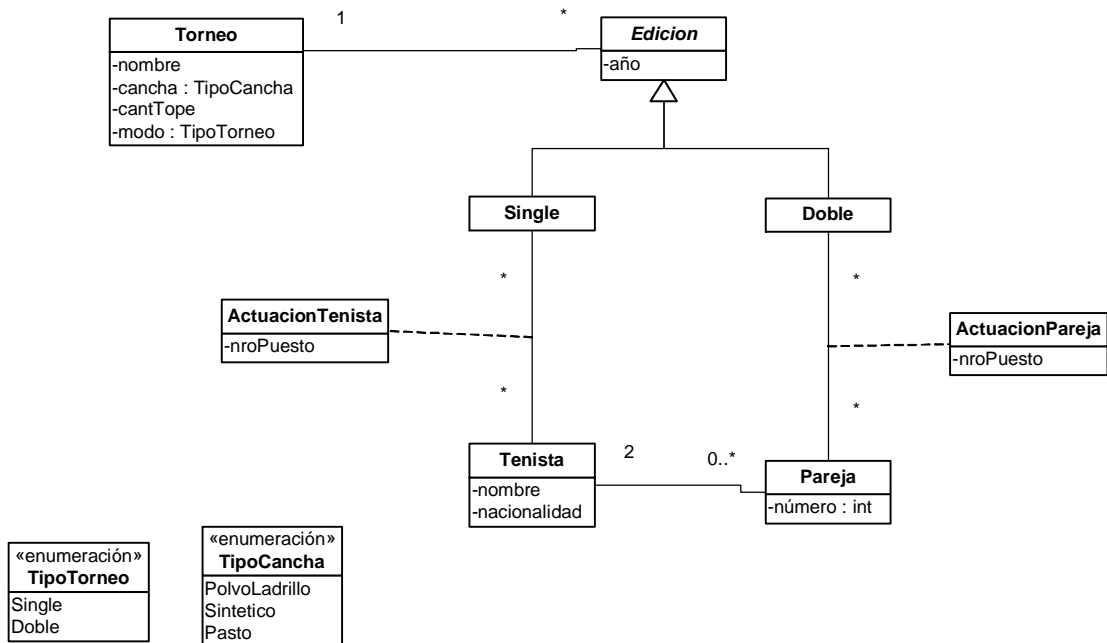 1
*
Torneo
-nombre
-cancha : TipoCancha
-cantTope
-modo : TipoTorneo
Edicion
-año
Single
Doble
*
*
ActuacionTenista
-nroPuesto
ActuacionPareja
-nroPuesto
*
*
Tenista
-nombre
-nacionalidad
2
0..*
Pareja
-número : int
«enumeración»
TipoTorneo
Single
Doble
«enumeración»
TipoCancha
PolvoLadrillo
Sintetico
Pasto